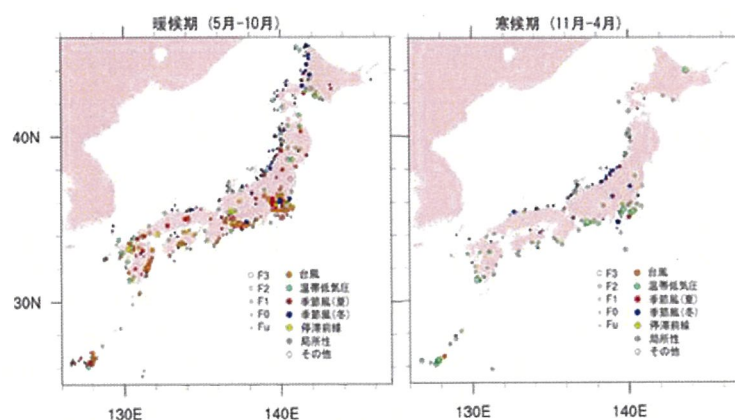 暖候期 (5月-10月)
寒候期 (11月-4月)
40N
30N
130E
140E
130E
140E
F3
F2
F1
F0
Fu
台風
温帯低気圧
季節風(夏)
季節風(冬)
停滞前線
局所性
その他
F3
F2
F1
F0
Fu
台風
温帯低気圧
季節風(夏)
季節風(冬)
停滞前線
局所性
その他